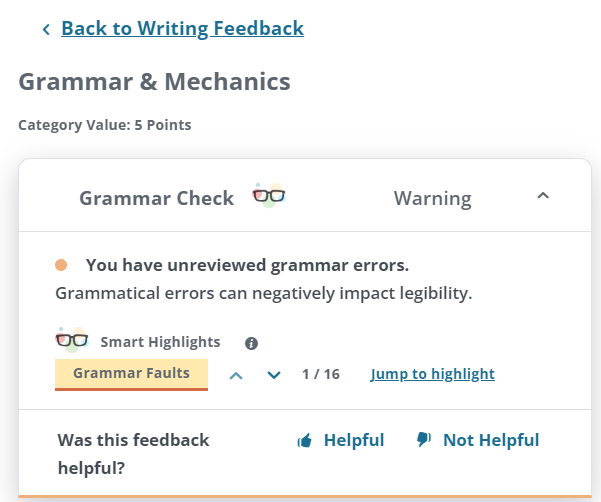 Back to Writing Feedback
Grammar & Mechanics
Category Value: 5 Points
Grammar Check Warning
You have unreviewed grammar errors.
Grammatical errors can negatively impact legibility.
Smart Highlights
Grammar Faults 1 / 16 Jump to highlight
Was this feedback Helpful Not Helpful
helpful?